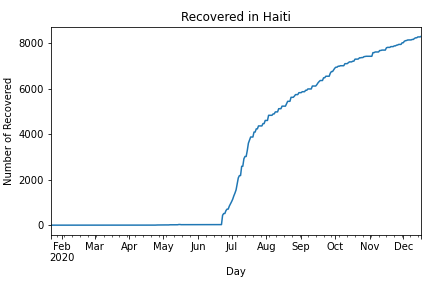 Recovered in Haiti
Number of Recovered
8000
6000
4000
2000
0
Feb Mar Apr May Jun Jul Aug Sep Oct Nov Dec
2020
Day